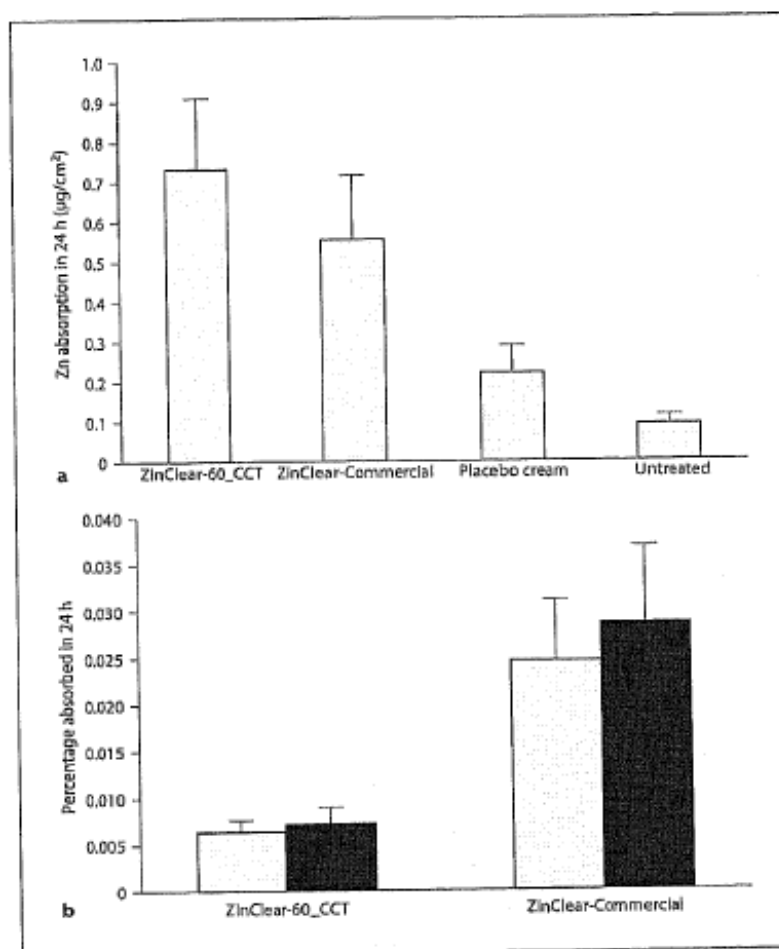 Zn absorption in 24 h (µg/cm²)
1.0
0.9
0.8
0.7
0.6
0.5
0.4
0.3
0.2
0.1
0
a
ZinClear-60_CCT
ZinClear-Commercial
Placebo cream
Untreated
Percentage absorbed in 24 h
0.040
0.035
0.030
0.025
0.020
0.015
0.010
0.005
0
b
ZinClear-60_CCT
ZinClear-Commercial